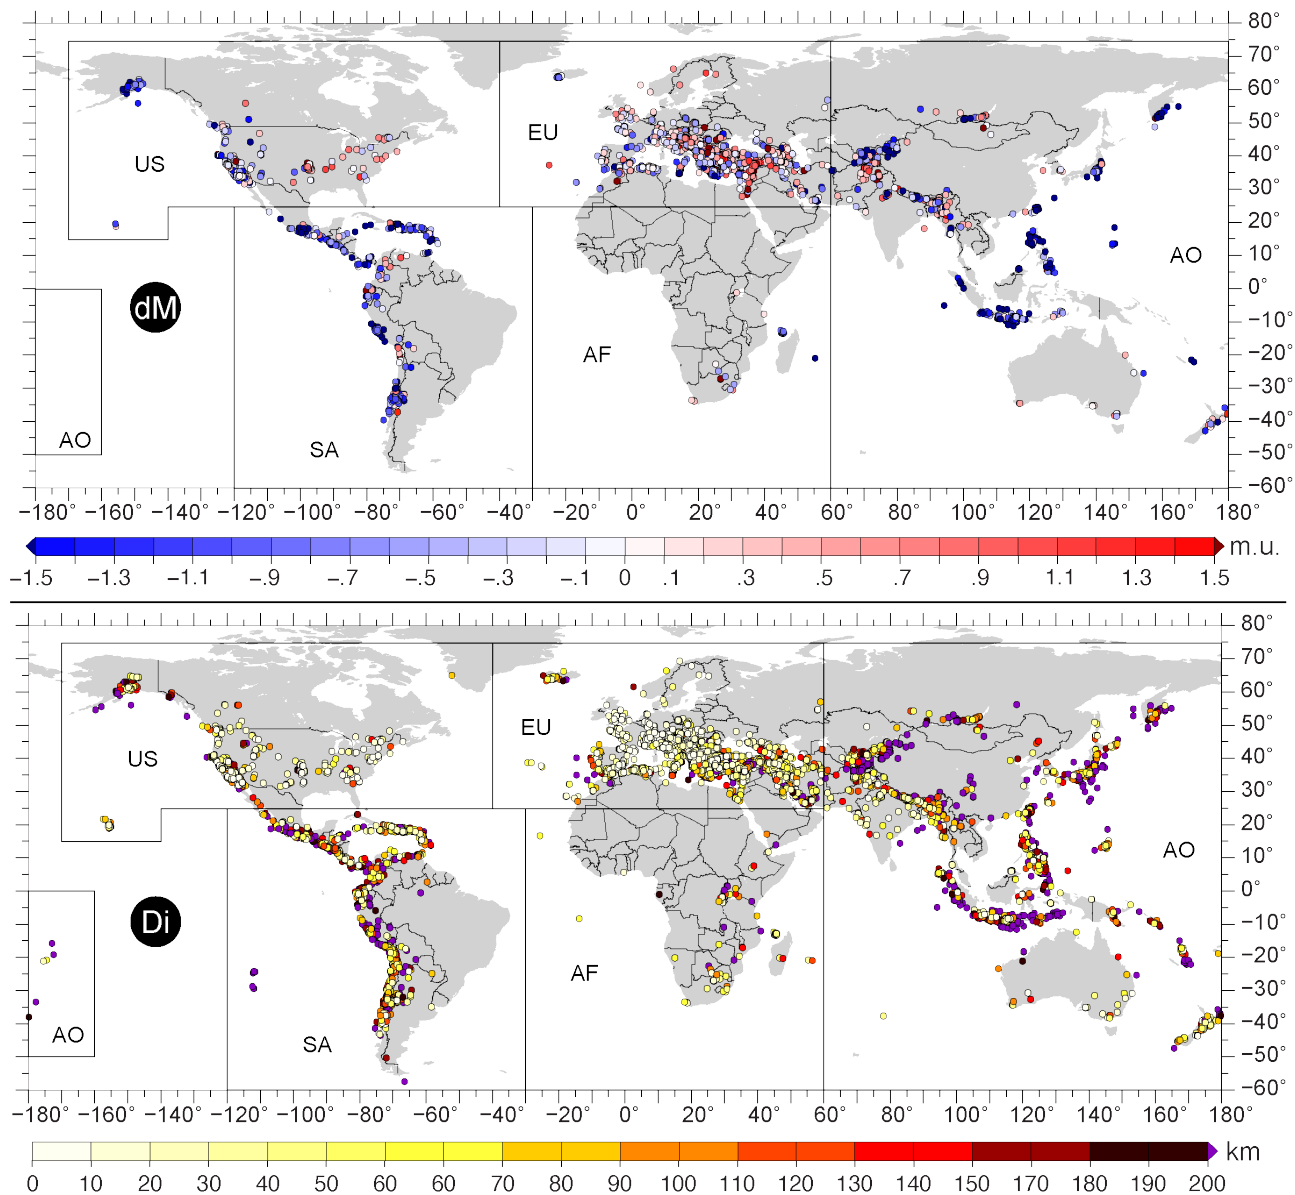 80°
70°
60°
50°
40°
30°
20°
10°
0°
−10°
−20°
−30°
−40°
−50°
−60°
US
EU
AO
dM
AF
AO
SA
−180° −160° −140° −120° −100° −80° −60° −40° −20° 0° 20° 40° 60° 80° 100° 120° 140° 160° 180°
−1.5 −1.3 −1.1 −.9 −.7 −.5 −.3 −.1 0 .1 .3 .5 .7 .9 1.1 1.3 1.5 m.u.
80°
70°
60°
50°
40°
30°
20°
10°
0°
−10°
−20°
−30°
−40°
−50°
−60°
EU
US
AO
Di
AF
AO
SA
−180° −160° −140° −120° −100° −80° −60° −40° −20° 0° 20° 40° 60° 80° 100° 120° 140° 160° 180°
km
0 10 20 30 40 50 60 70 80 90 100 110 120 130 140 150 170 180 190 200